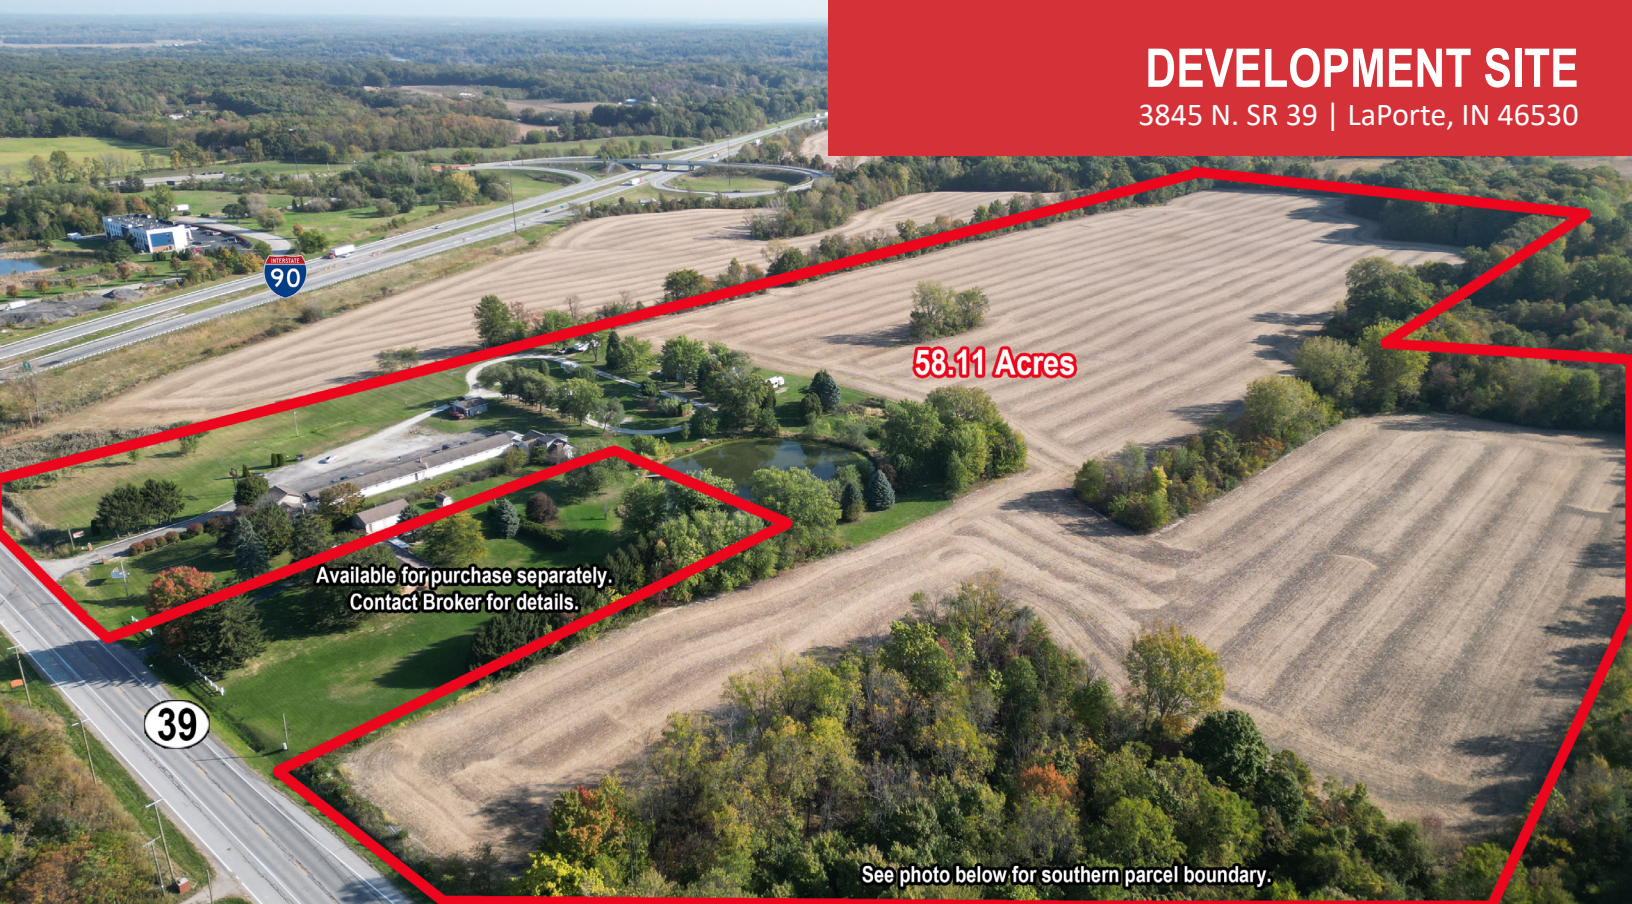 DEVELOPMENT SITE
3845 N. SR 39 | LaPorte, IN 46530
INTERSTATE
90
58.11 Acres
Available for purchase separately.
Contact Broker for details.
39
See photo below for southern parcel boundary.